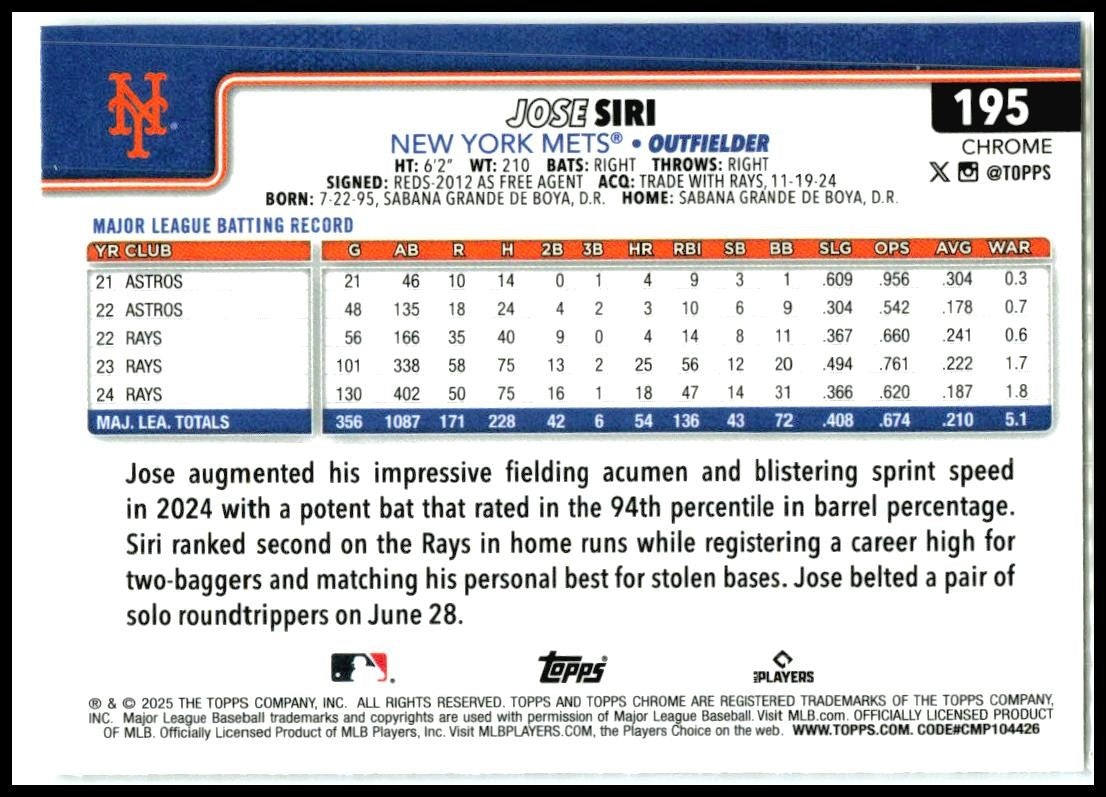 NY
JOSE SIRI
195
NEW YORK METS® • OUTFIELDER
CHROME
HT: 6'2" WT: 210 BATS: RIGHT THROWS: RIGHT
@TOPPS
SIGNED: REDS-2012 AS FREE AGENT ACQ: TRADE WITH RAYS, 11-19-24
BORN: 7-22-95, SABANA GRANDE DE BOYA, D.R. HOME: SABANA GRANDE DE BOYA, D.R.
MAJOR LEAGUE BATTING RECORD
YR CLUB G AB R H 2B 3B HR RBI SB BB SLG OPS AVG WAR
21 ASTROS 21 46 10 14 0 1 4 9 3 1 .609 .956 .304 0.3
22 ASTROS 48 135 18 24 4 2 3 10 6 9 .304 .542 .178 0.7
22 RAYS 56 166 35 40 9 0 4 14 8 11 .367 .660 .241 0.6
23 RAYS 101 338 58 75 13 2 25 56 12 20 .494 .761 .222 1.7
24 RAYS 130 402 50 75 16 1 18 47 14 31 .366 .620 .187 1.8
MAJ. LEA. TOTALS 356 1087 171 228 42 6 54 136 43 72 .408 .674 .210 5.1
Jose augmented his impressive fielding acumen and blistering sprint speed
in 2024 with a potent bat that rated in the 94th percentile in barrel percentage.
Siri ranked second on the Rays in home runs while registering a career high for
two-baggers and matching his personal best for stolen bases. Jose belted a pair of
solo roundtrippers on June 28.
Topps®
MLB PLAYERS
® & © 2025 THE TOPPS COMPANY, INC. ALL RIGHTS RESERVED. TOPPS AND TOPPS CHROME ARE REGISTERED TRADEMARKS OF THE TOPPS COMPANY,
INC. Major League Baseball trademarks and copyrights are used with permission of Major League Baseball. Visit MLB.com. OFFICIALLY LICENSED PRODUCT
OF MLB. Officially Licensed Product of MLB Players, Inc. Visit MLBPLAYERS.COM, the Players Choice on the web. WWW.TOPPS.COM. CODE#CMP104426